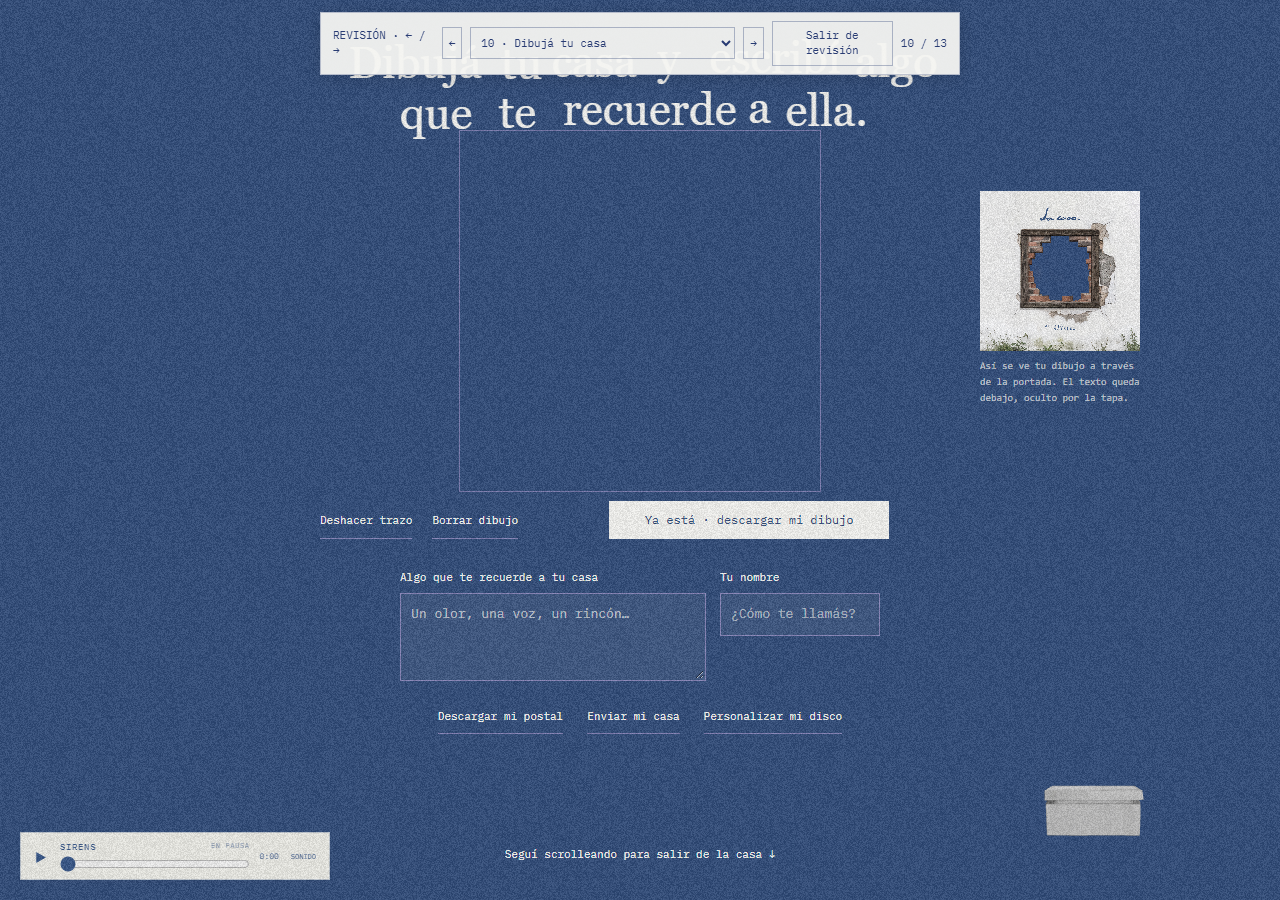 REVISIÓN · ← / →
←
10 · Dibujá tu casa
→
Salir de revisión
10 / 13
Dibujá tu casa y escribí algo
que te recuerde a ella.
Así se ve tu dibujo a través
de la portada. El texto queda
debajo, oculto por la tapa.
Deshacer trazo
Borrar dibujo
Ya está · descargar mi dibujo
Algo que te recuerde a tu casa
Tu nombre
Un olor, una voz, un rincón…
¿Cómo te llamás?
Descargar mi postal
Enviar mi casa
Personalizar mi disco
SIRENS
EN PAUSA
0:00
SONIDO
Seguí scrolleando para salir de la casa ↓